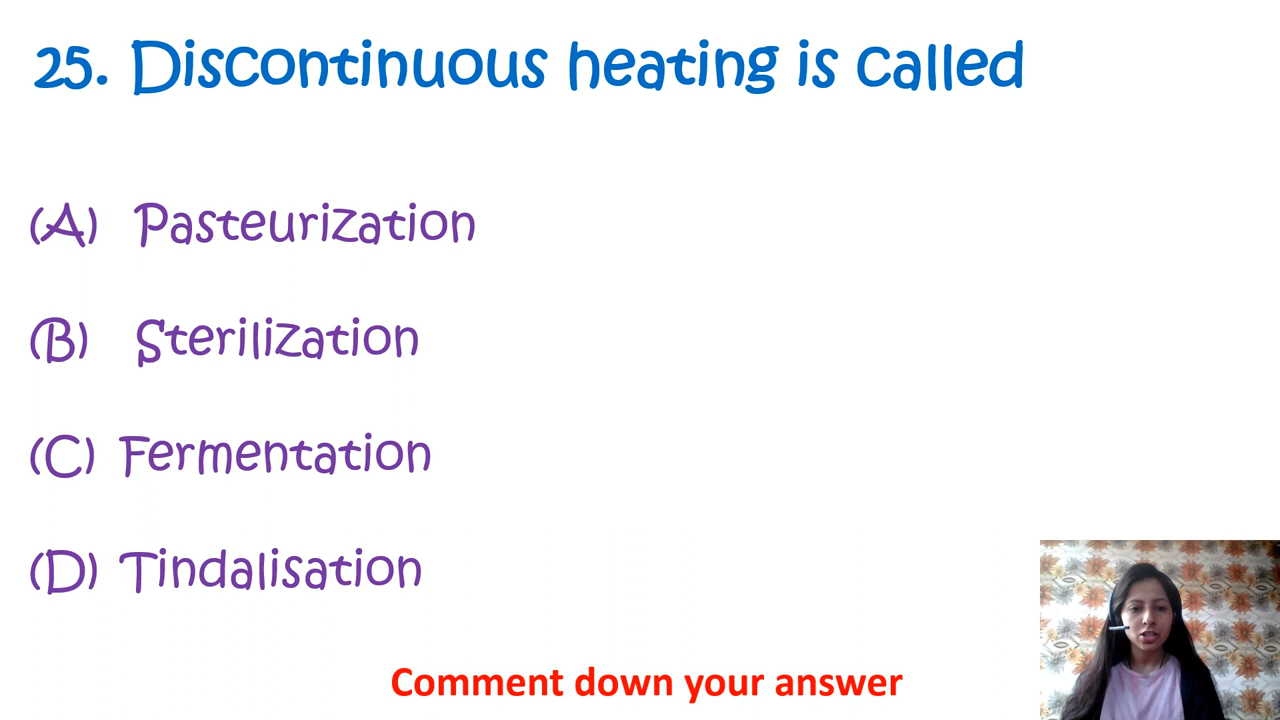 25. Discontinuous heating is called
(A) Pasteurization
(B) Sterilization
(C) Fermentation
(D) Tindalisation
Comment down your answer